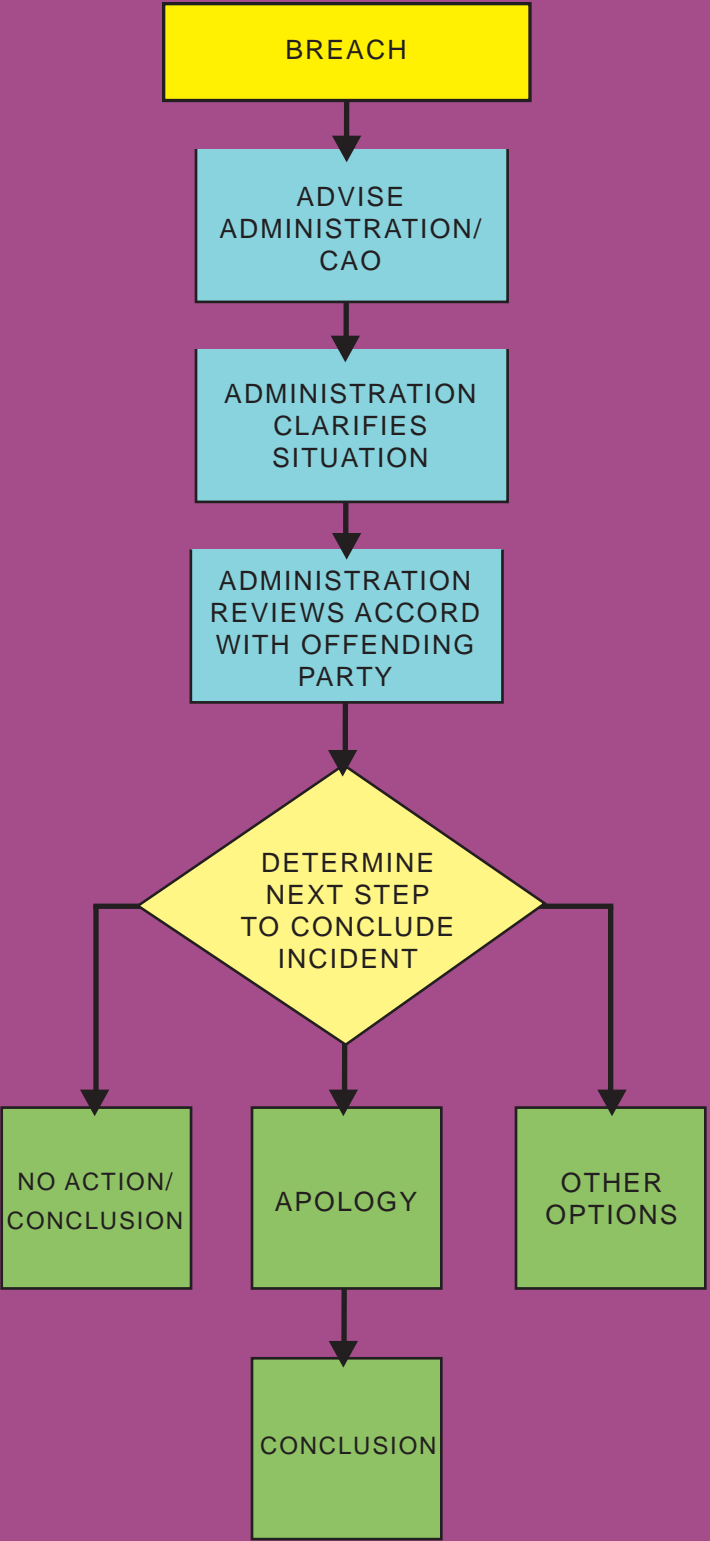 BREACH
ADVISE
ADMINISTRATION/
CAO
ADMINISTRATION
CLARIFIES
SITUATION
ADMINISTRATION
REVIEWS ACCORD
WITH OFFENDING
PARTY
DETERMINE
NEXT STEP
TO CONCLUDE
INCIDENT
NO ACTION/
CONCLUSION
APOLOGY
OTHER
OPTIONS
CONCLUSION